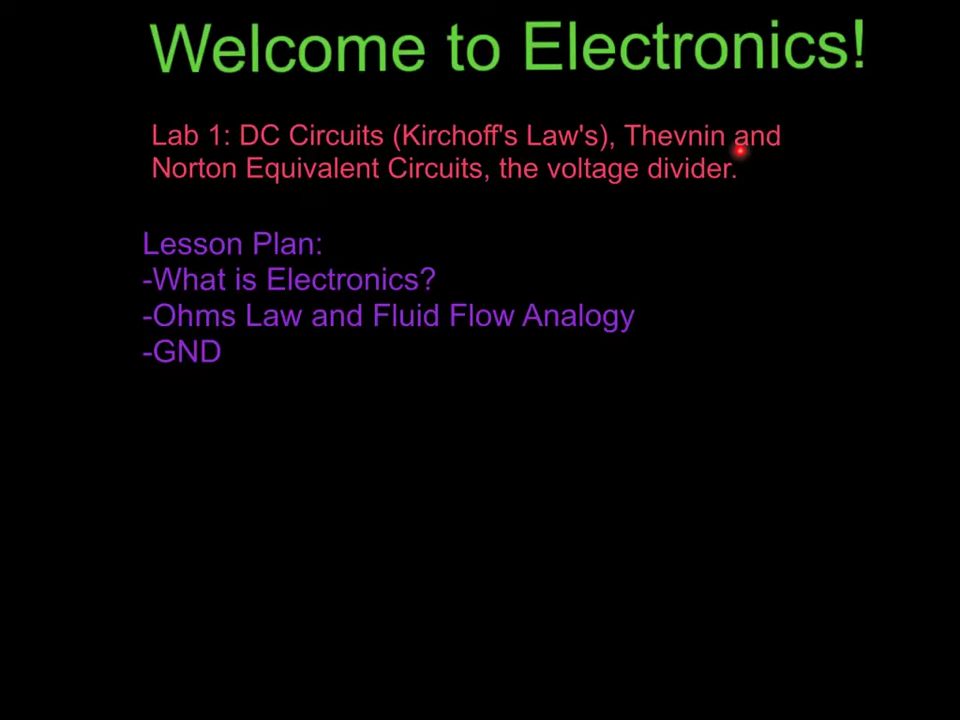 Welcome to Electronics!
Lab 1: DC Circuits (Kirchoff's Law's), Thevnin and
Norton Equivalent Circuits, the voltage divider.
Lesson Plan:
-What is Electronics?
-Ohms Law and Fluid Flow Analogy
-GND